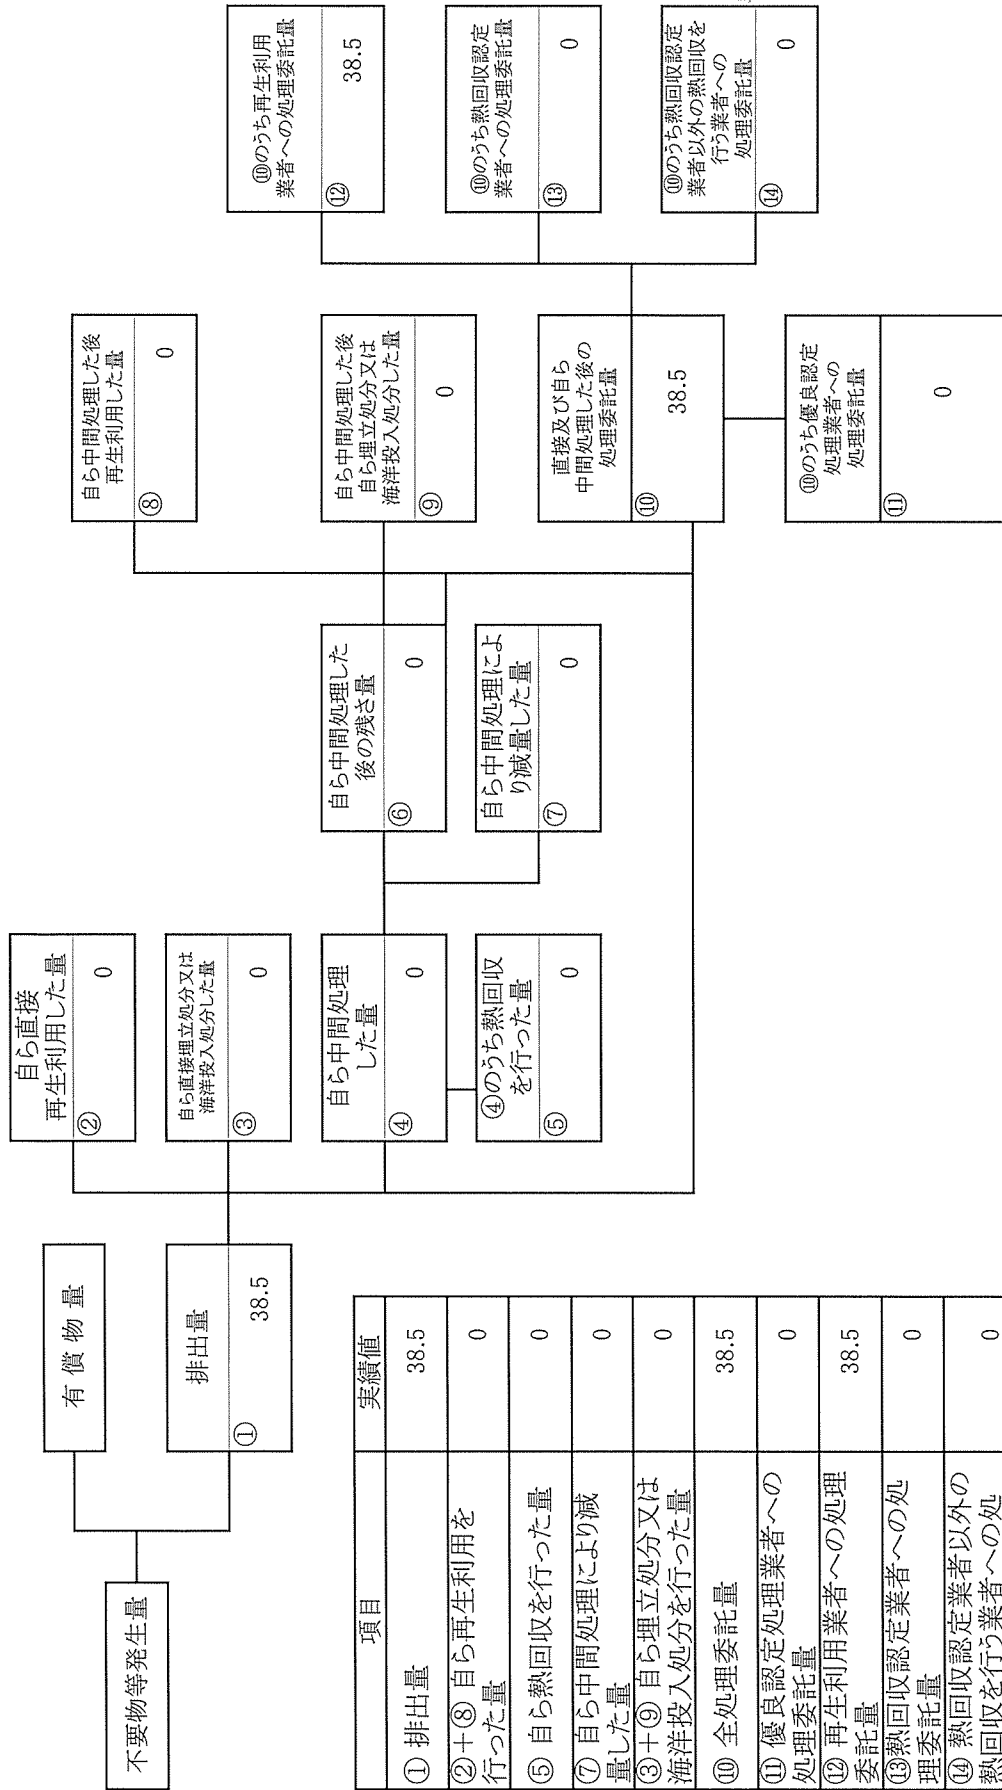 不要物等発生量
有償物量
排出量
①
38.5
自ら直接
再生利用した量
②
0
自ら直接埋立処分又は
海洋投入処分した量
③
0
自ら中間処理
した量
④
0
④のうち熱回収
を行った量
⑤
0
自ら中間処理した
後の残さ量
⑥
0
自ら中間処理によ
り減量した量
⑦
0
自ら中間処理した後
再生利用した量
⑧
0
自ら中間処理した後
自ら埋立処分又は
海洋投入処分した量
⑨
0
直接及び自ら
中間処理した後の
処理委託量
⑩
38.5
⑩のうち優良認定
処理業者への
処理委託量
⑪
0
⑩のうち再生利用
業者への処理委託量
⑫
38.5
⑩のうち熱回収認定
業者への処理委託量
⑬
0
⑩のうち熱回収認定
業者以外の熱回収を
行う業者への
処理委託量
⑭
0
項目 実績値
① 排出量 38.5
②+⑧ 自ら再生利用を
行った量 0
⑤ 自ら熱回収を行った量 0
⑦ 自ら中間処理により減
量した量 0
③+⑨ 自ら埋立処分又は
海洋投入処分を行った量 0
⑩ 全処理委託量 38.5
⑪ 優良認定処理業者への
処理委託量 0
⑫ 再生利用業者への処理
委託量 38.5
⑬熱回収認定業者への処
理委託量 0
⑭ 熱回収認定業者以外の
熱回収を行う業者への処 0